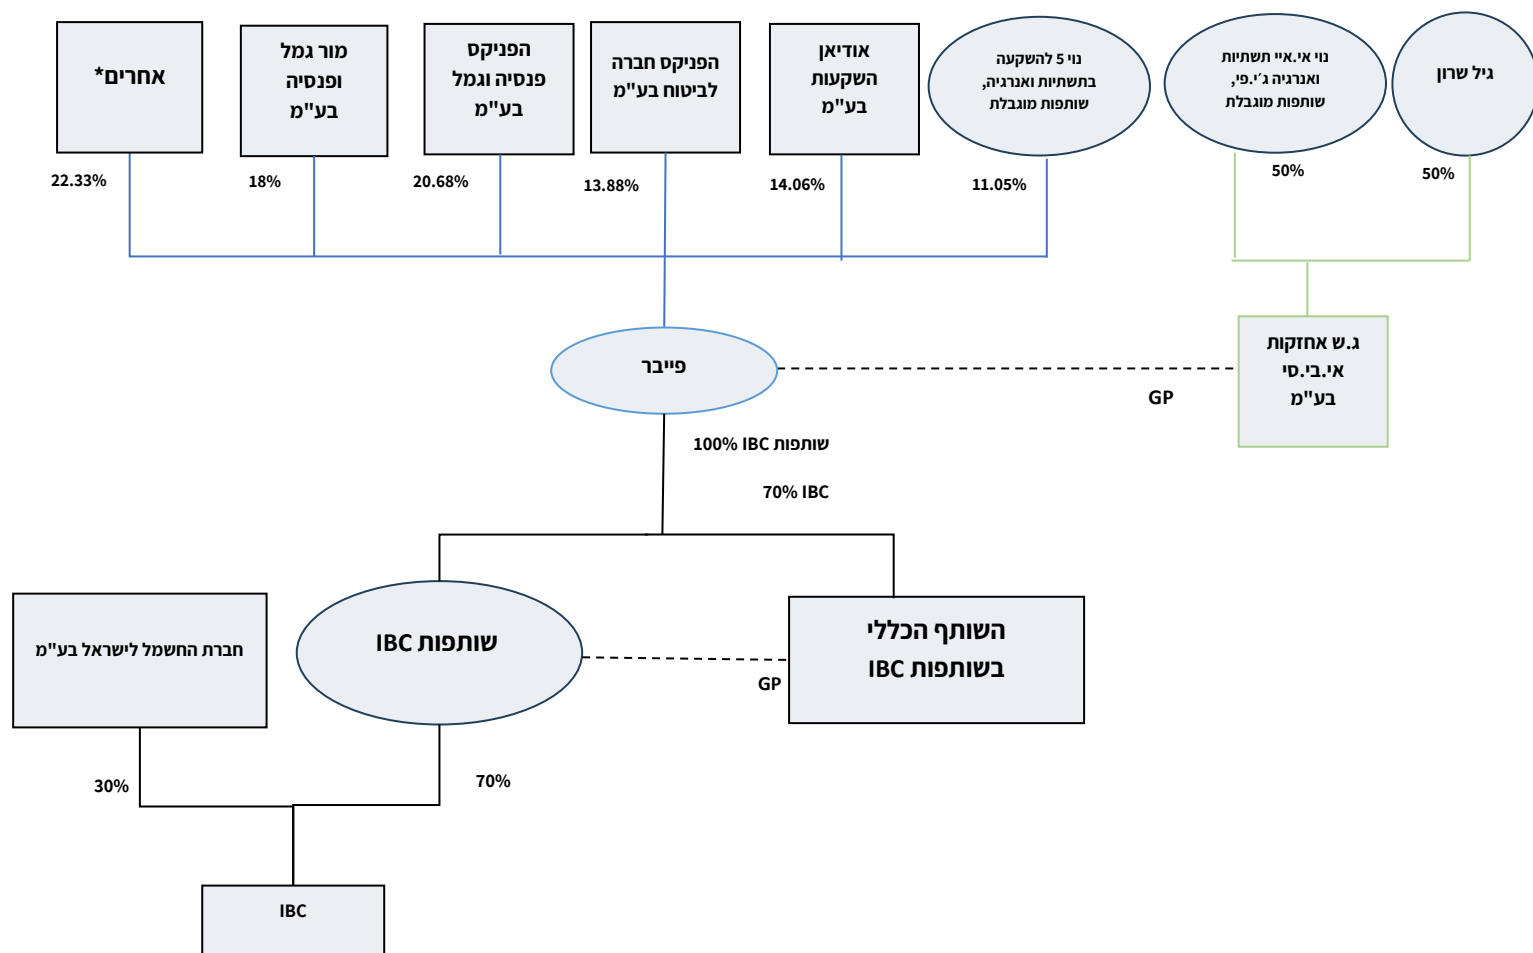 גיל שרון
נוי אי.איי תשתיות
ואנרגיה ג׳י.פי,
שותפות מוגבלת
נוי 5 להשקעה
בתשתיות ואנרגיה,
שותפות מוגבלת
אודיאן
השקעות
בע"מ
הפניקס חברה
לביטוח בע"מ
הפניקס
פנסיה וגמל
בע"מ
מור גמל
ופנסיה
בע"מ
אחרים*
50%
50%
11.05%
14.06%
13.88%
20.68%
18%
22.33%
ג.ש אחזקות
אי.בי.סי
בע"מ
GP
פייבר
100% שותפות IBC
70% IBC
השותף הכללי
בשותפות IBC
GP
שותפות IBC
חברת החשמל לישראל בע"מ
70%
30%
IBC